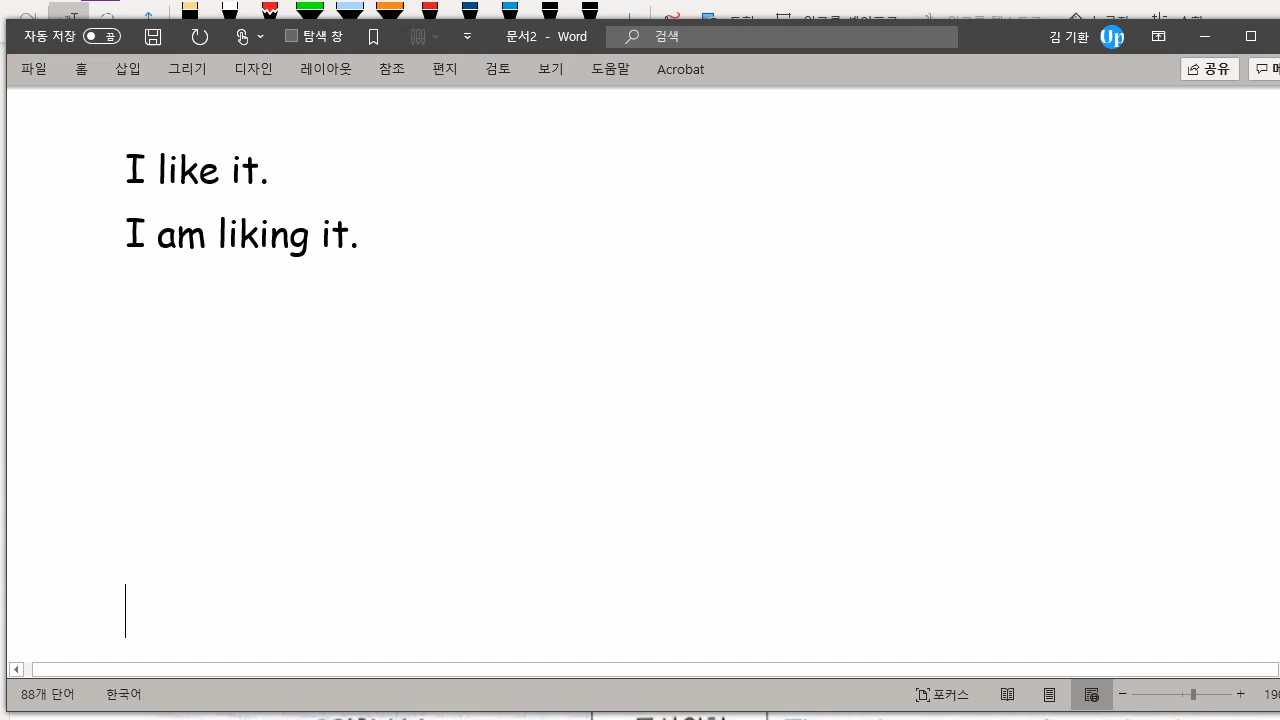 자동 저장 끔 탐색 창 문서2 - Word 검색 김 기환 Up
파일 홈 삽입 그리기 디자인 레이아웃 참조 편지 검토 보기 도움말 Acrobat 공유
I like it.
I am liking it.
88개 단어 한국어 포커스